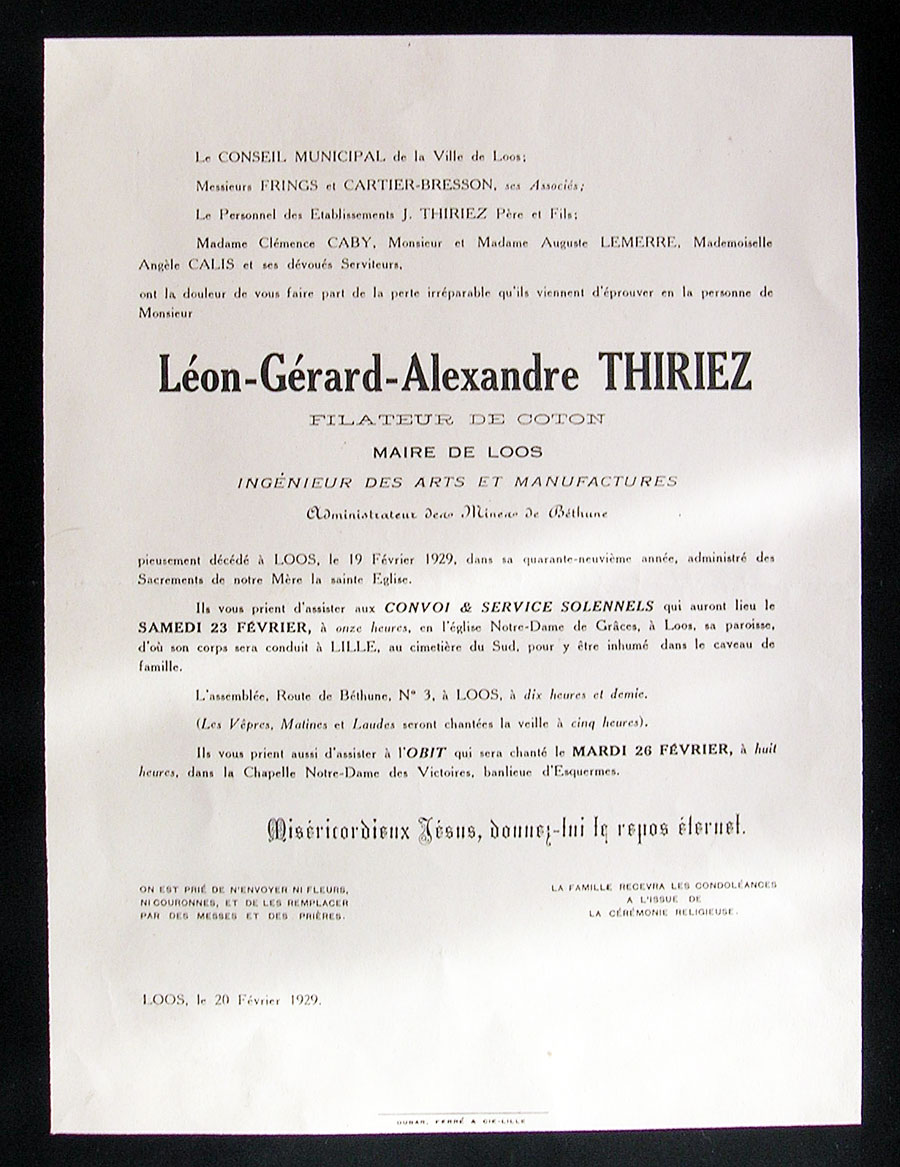 Le CONSEIL MUNICIPAL de la Ville de Loos;
Messieurs FRINGS et CARTIER-BRESSON, ses Associés;
Le Personnel des Etablissements J. THIRIEZ Père et Fils;
Madame Clémence CABY, Monsieur et Madame Auguste LEMERRE, Mademoiselle
Angèle CALIS et ses dévoués Serviteurs,
ont la douleur de vous faire part de la perte irréparable qu'ils viennent d'éprouver en la personne de
Monsieur
Léon-Gérard-Alexandre THIRIEZ
FILATEUR DE COTON
MAIRE DE LOOS
INGÉNIEUR DES ARTS ET MANUFACTURES
Administrateur des Mines de Béthune
pieusement décédé à LOOS, le 19 Février 1929, dans sa quarante-neuvième année, administré des
Sacrements de notre Mère la sainte Eglise.
Ils vous prient d'assister aux CONVOI & SERVICE SOLENNELS qui auront lieu le
SAMEDI 23 FÉVRIER, à onze heures, en l'église Notre-Dame de Grâces, à Loos, sa paroisse,
d'où son corps sera conduit à LILLE, au cimetière du Sud, pour y être inhumé dans le caveau de
famille.
L'assemblée, Route de Béthune, N° 3, à LOOS, à dix heures et demie.
(Les Vêpres, Matines et Laudes seront chantées la veille à cinq heures).
Ils vous prient aussi d'assister à l'OBIT qui sera chanté le MARDI 26 FÉVRIER, à huit
heures, dans la Chapelle Notre-Dame des Victoires, banlieue d'Esquermes.
Miséricordieux Jésus, donnez-lui le repos éternel.
ON EST PRIÉ DE N'ENVOYER NI FLEURS,
NI COURONNES, ET DE LES REMPLACER
PAR DES MESSES ET DES PRIÈRES.
LA FAMILLE RECEVRA LES CONDOLÉANCES
A L'ISSUE DE
LA CÉRÉMONIE RELIGIEUSE.
LOOS, le 20 Février 1929.
DUBAR, FERRÉ & CIE-LILLE